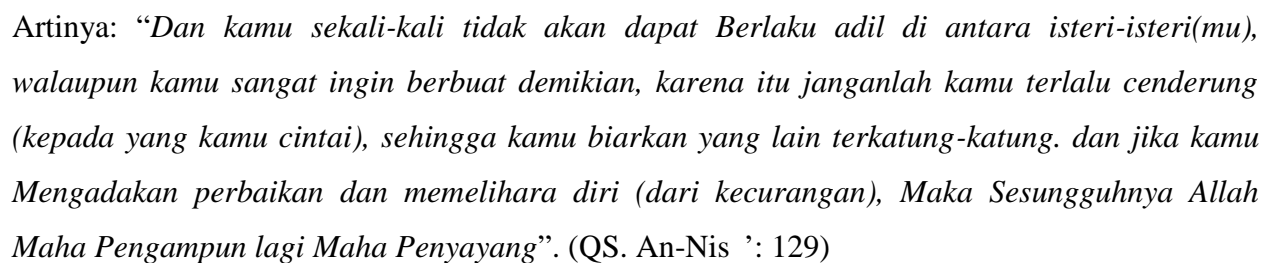 Artinya: “Dan kamu sekali-kali tidak akan dapat Berlaku adil di antara isteri-isteri(mu),
walaupun kamu sangat ingin berbuat demikian, karena itu janganlah kamu terlalu cenderung
(kepada yang kamu cintai), sehingga kamu biarkan yang lain terkatung-katung. dan jika kamu
Mengadakan perbaikan dan memelihara diri (dari kecurangan), Maka Sesungguhnya Allah
Maha Pengampun lagi Maha Penyayang”. (QS. An-Nis ’: 129)